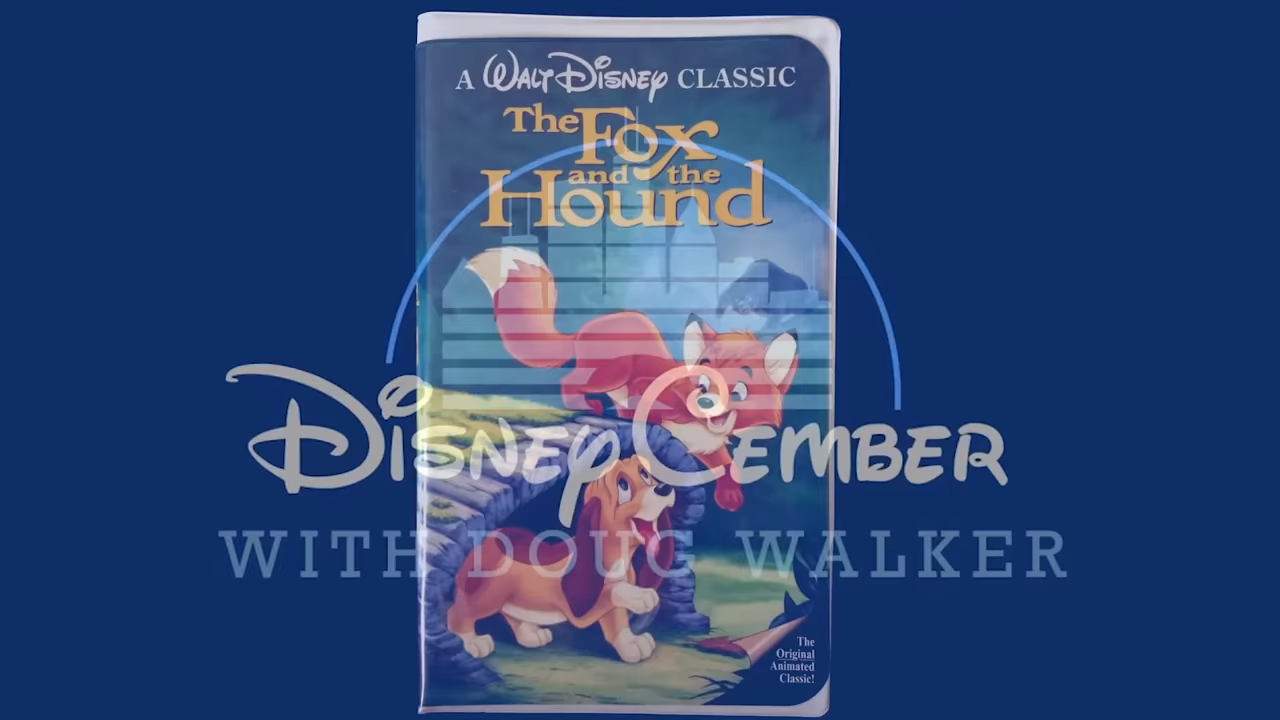 A WALT DISNEY CLASSIC
The Fox
and the
Hound
DISNEYCEMBER
WITH DOUG WALKER
The
Original
Animated
Classic!